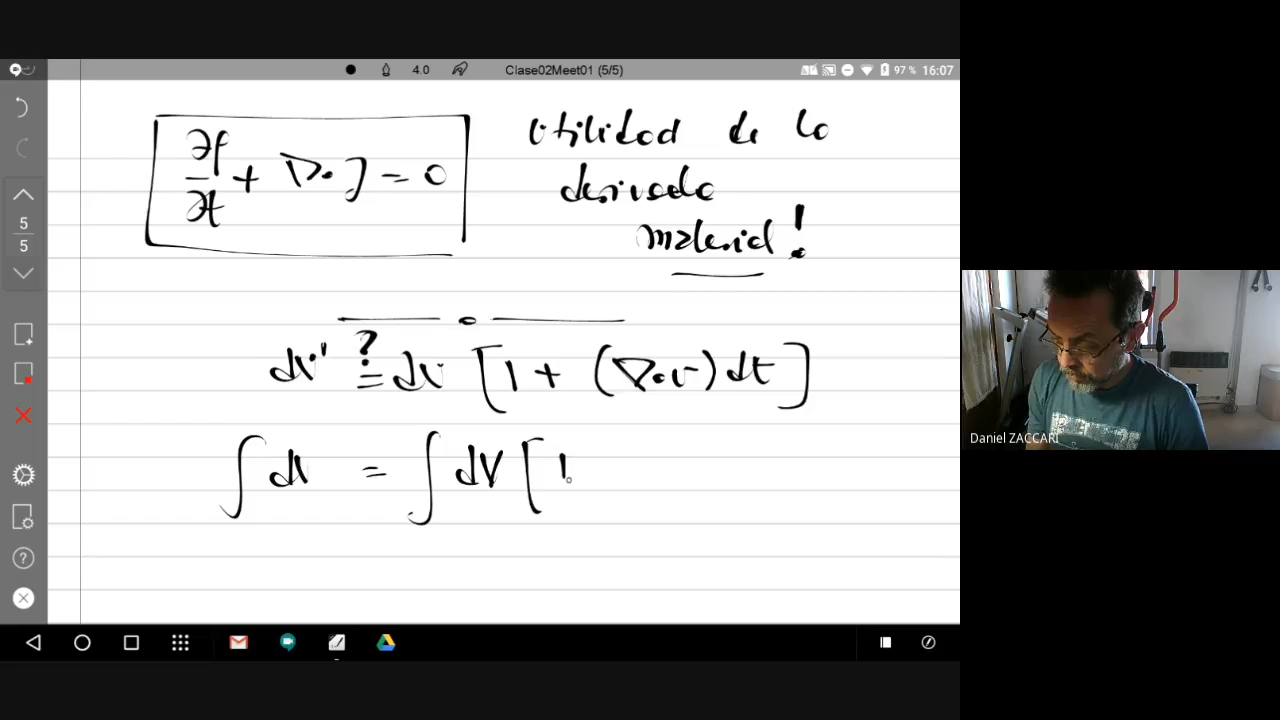 4.0 Clase02Meet01 (5/5) 97 % 16:07
∂ρ/∂t + ∇∘J = 0
Utilidad de la
derivada
material!
5
5
dV' ?= dV [1 + (∇∘v) dt]
∫ dV = ∫ dV [ 1
Daniel ZACCARI